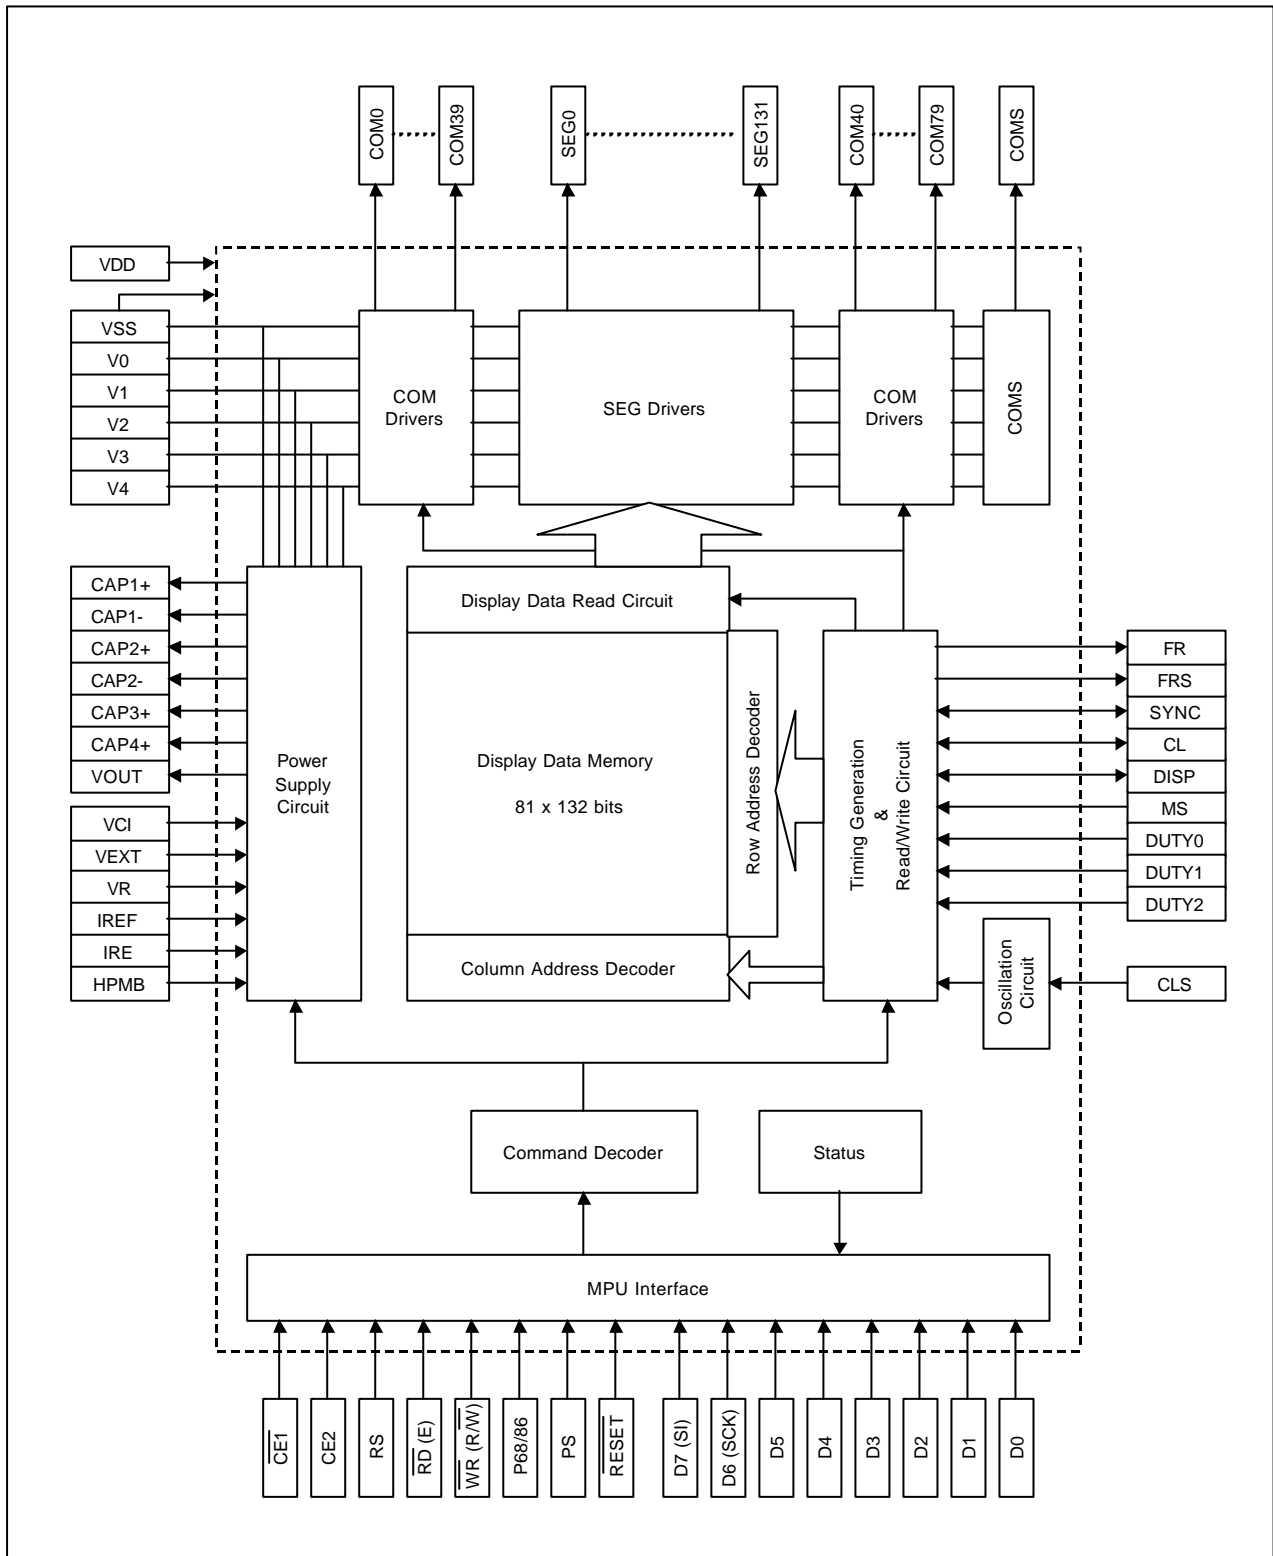 COM0
COM39
SEG0
SEG131
COM40
COM79
COMS
VDD
VSS
V0
V1
V2
V3
V4
COM
Drivers
SEG Drivers
COM
Drivers
COMS
CAP1+
CAP1-
CAP2+
CAP2-
CAP3+
CAP4+
VOUT
VCI
VEXT
VR
IREF
IRE
HPMB
Power
Supply
Circuit
Display Data Read Circuit
Display Data Memory
81 x 132 bits
Row Address Decoder
Column Address Decoder
Timing Generation
&
Read/Write Circuit
FR
FRS
SYNC
CL
DISP
MS
DUTY0
DUTY1
DUTY2
Oscillation
Circuit
CLS
Command Decoder
Status
MPU Interface
CE1
CE2
RS
RD (E)
WR (R/W)
P68/86
PS
RESET
D7 (SI)
D6 (SCK)
D5
D4
D3
D2
D1
D0